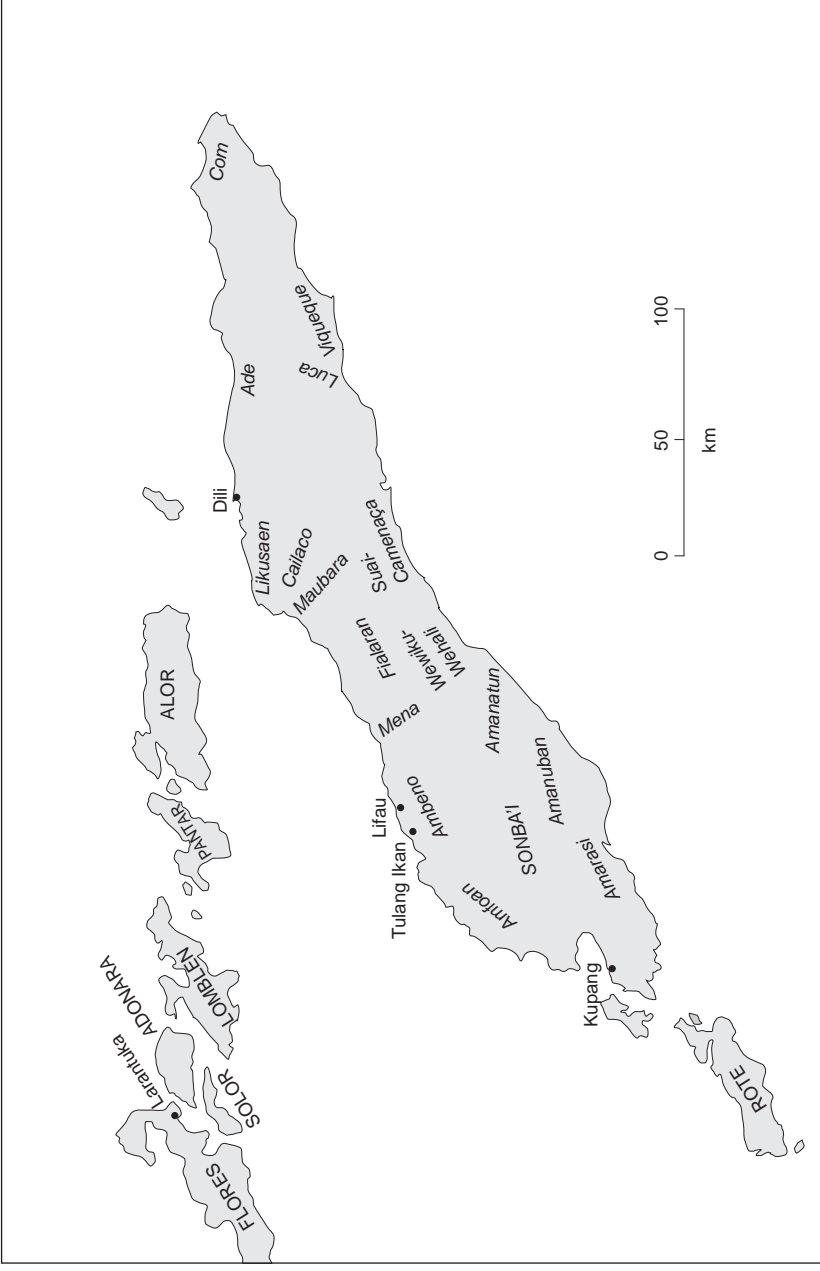 Larantuka
ADONARA
FLORES
SOLOR
LOMBLEN
PANTAR
ALOR
Dili
Likusaen
Cailaco
Maubara
Ade
Com
Luca
Viqueque
Suai-
Camenaça
Fialaran
Wewiku-
Wehali
Mena
Lifau
Ambeno
Tulang Ikan
Amfoan
SONBA'I
Amanatun
Amanuban
Amarasi
Kupang
ROTE
0 50 100
km